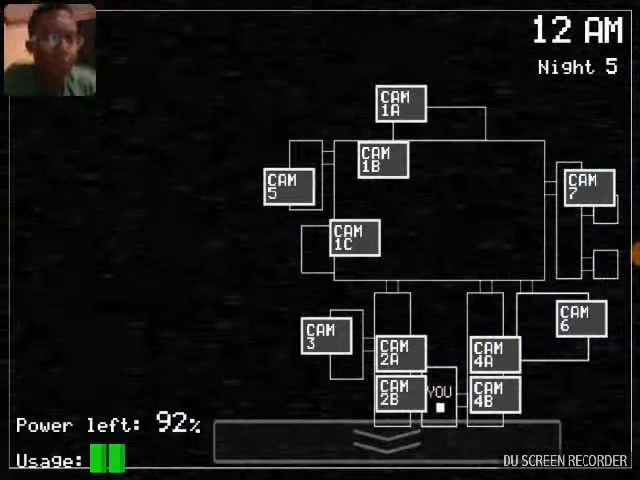 12 AM
Night 5
CAM
1A
CAM
1B
CAM
5
CAM
7
CAM
1C
CAM
6
CAM
3
CAM
2A
CAM
4A
CAM
2B
YOU
CAM
4B
Power left: 92%
Usage:
DU SCREEN RECORDER